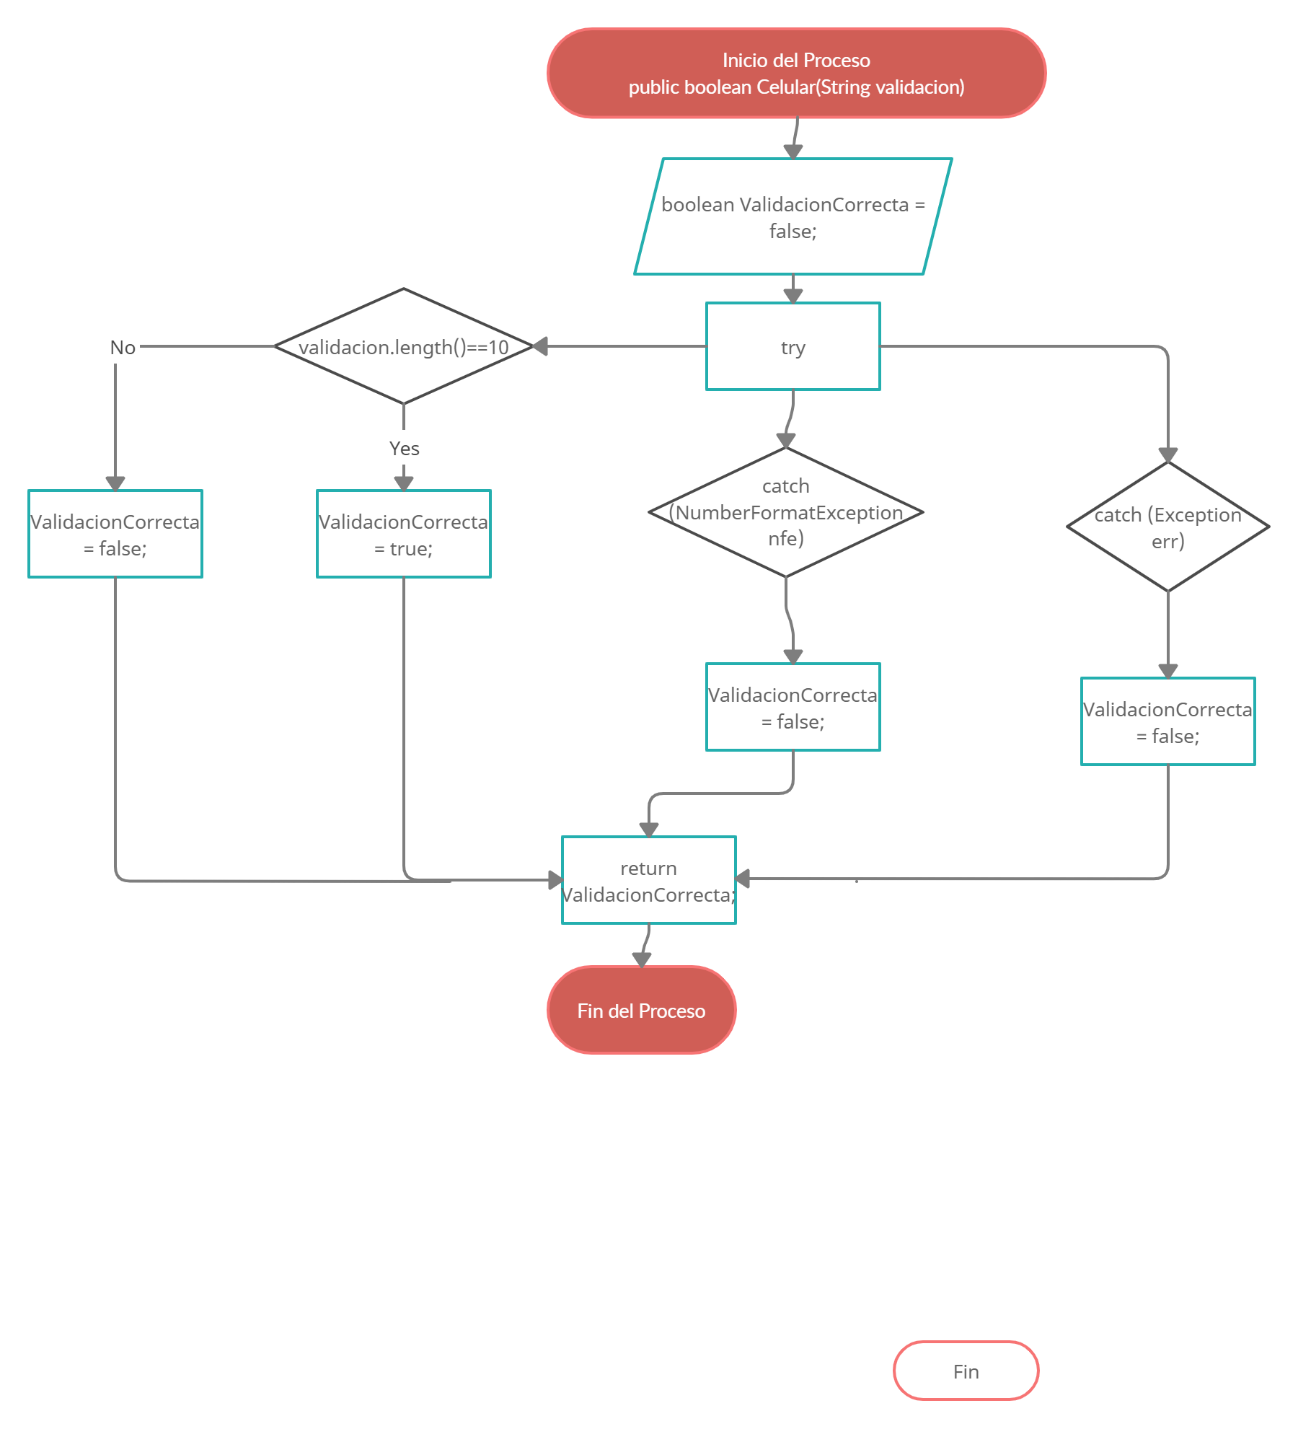 Inicio del Proceso
public boolean Celular(String validacion)
boolean ValidacionCorrecta =
false;
try
validacion.length()==10
No
Yes
catch
(NumberFormatException
nfe)
catch (Exception
err)
ValidacionCorrecta
= false;
ValidacionCorrecta
= true;
ValidacionCorrecta
= false;
ValidacionCorrecta
= false;
return
ValidacionCorrecta;
Fin del Proceso
Fin